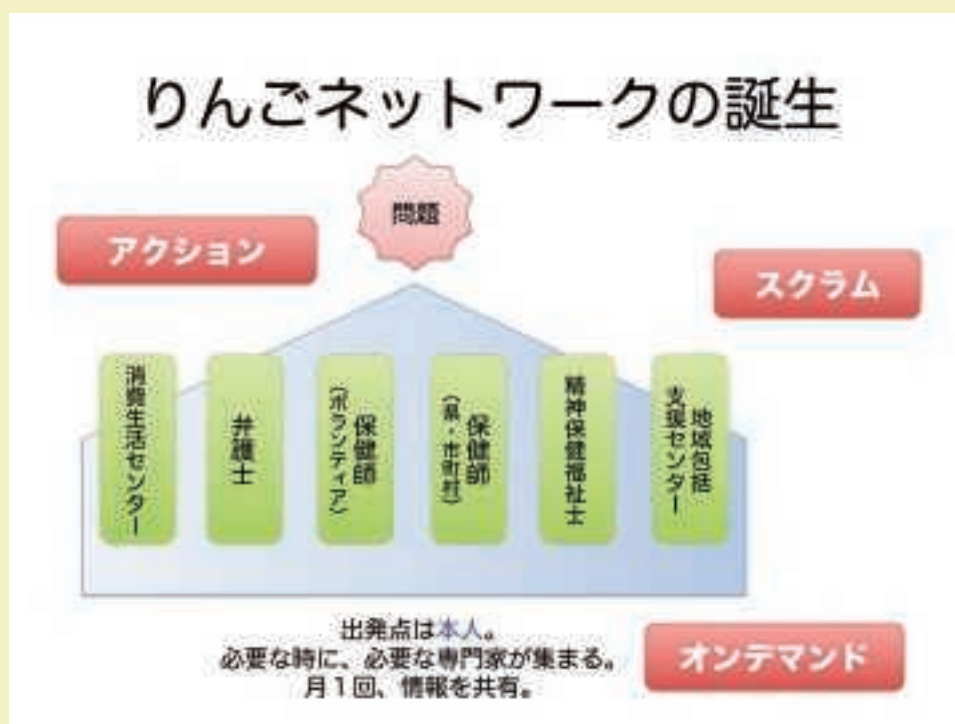 りんごネットワークの誕生
問題
アクション
スクラム
消費生活センター
弁護士
保健師
（ボランティア）
保健師
（県・市町村）
精神保健福祉士
地域包括
支援センター
出発点は本人。
必要な時に、必要な専門家が集まる。
月１回、情報を共有。
オンデマンド